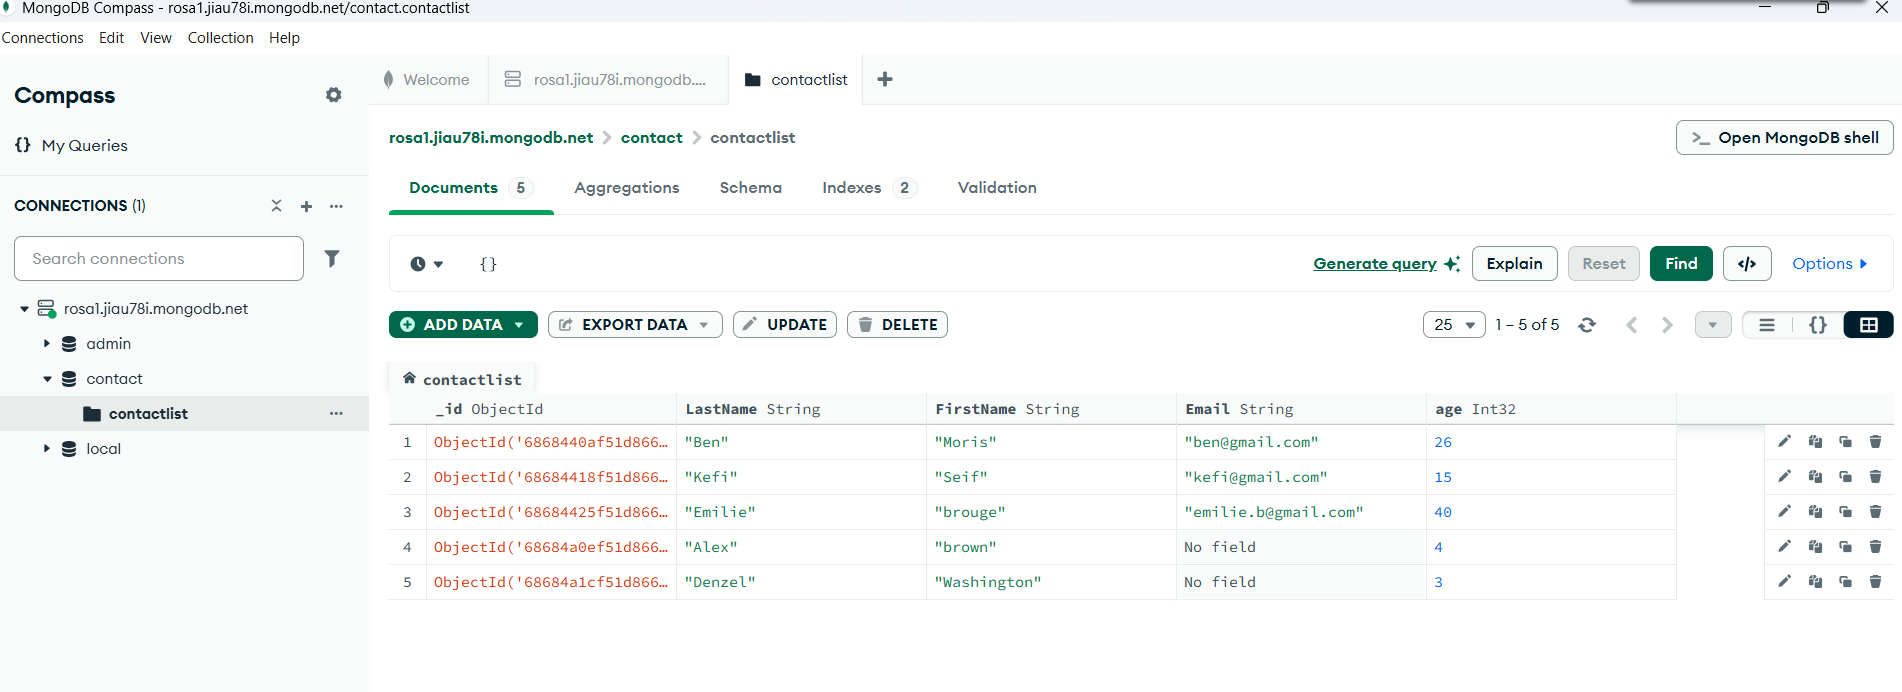 MongoDB Compass - rosa1.jiau78i.mongodb.net/contact.contactlist
Connections Edit View Collection Help
Compass
{} My Queries
CONNECTIONS (1)
Search connections
rosa1.jiau78i.mongodb.net
admin
contact
contactlist
local
Welcome rosa1.jiau78i.mongodb.... contactlist
rosa1.jiau78i.mongodb.net > contact > contactlist
>_ Open MongoDB shell
Documents 5 Aggregations Schema Indexes 2 Validation
{} Generate query Explain Reset Find </> Options
ADD DATA EXPORT DATA UPDATE DELETE 25 1 – 5 of 5 {}
contactlist
_id ObjectId LastName String FirstName String Email String age Int32
1 ObjectId('6868440af51d866… "Ben" "Moris" "ben@gmail.com" 26
2 ObjectId('68684418f51d866… "Kefi" "Seif" "kefi@gmail.com" 15
3 ObjectId('68684425f51d866… "Emilie" "brouge" "emilie.b@gmail.com" 40
4 ObjectId('68684a0ef51d866… "Alex" "brown" No field 4
5 ObjectId('68684a1cf51d866… "Denzel" "Washington" No field 3